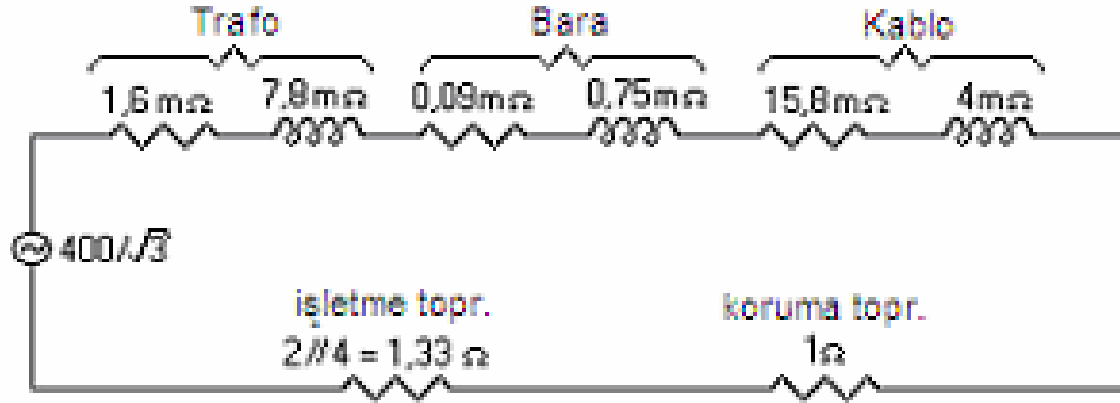 Trafo Bara Kablo
1,6 mΩ 7,8mΩ 0,09mΩ 0,75mΩ 15,8mΩ 4mΩ
400/√3
işletme topr. koruma topr.
2//4 = 1,33 Ω 1Ω